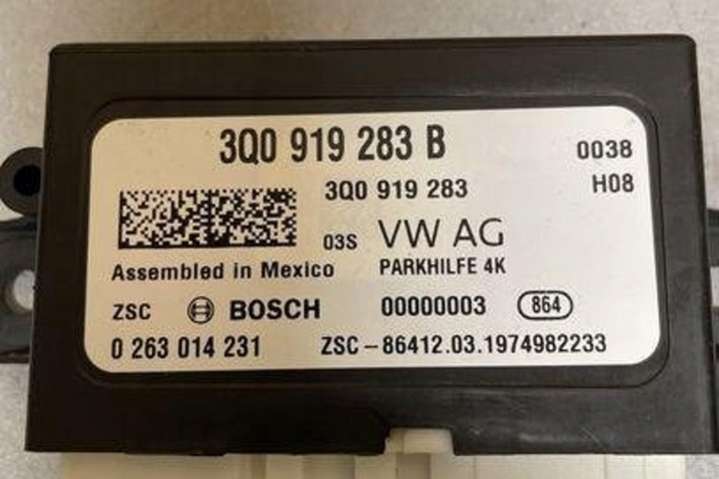 3Q0 919 283 B 0038
3Q0 919 283 H08
03S VW AG
Assembled in Mexico PARKHILFE 4K
ZSC BOSCH 00000003 864
0 263 014 231 ZSC-86412.03.1974982233